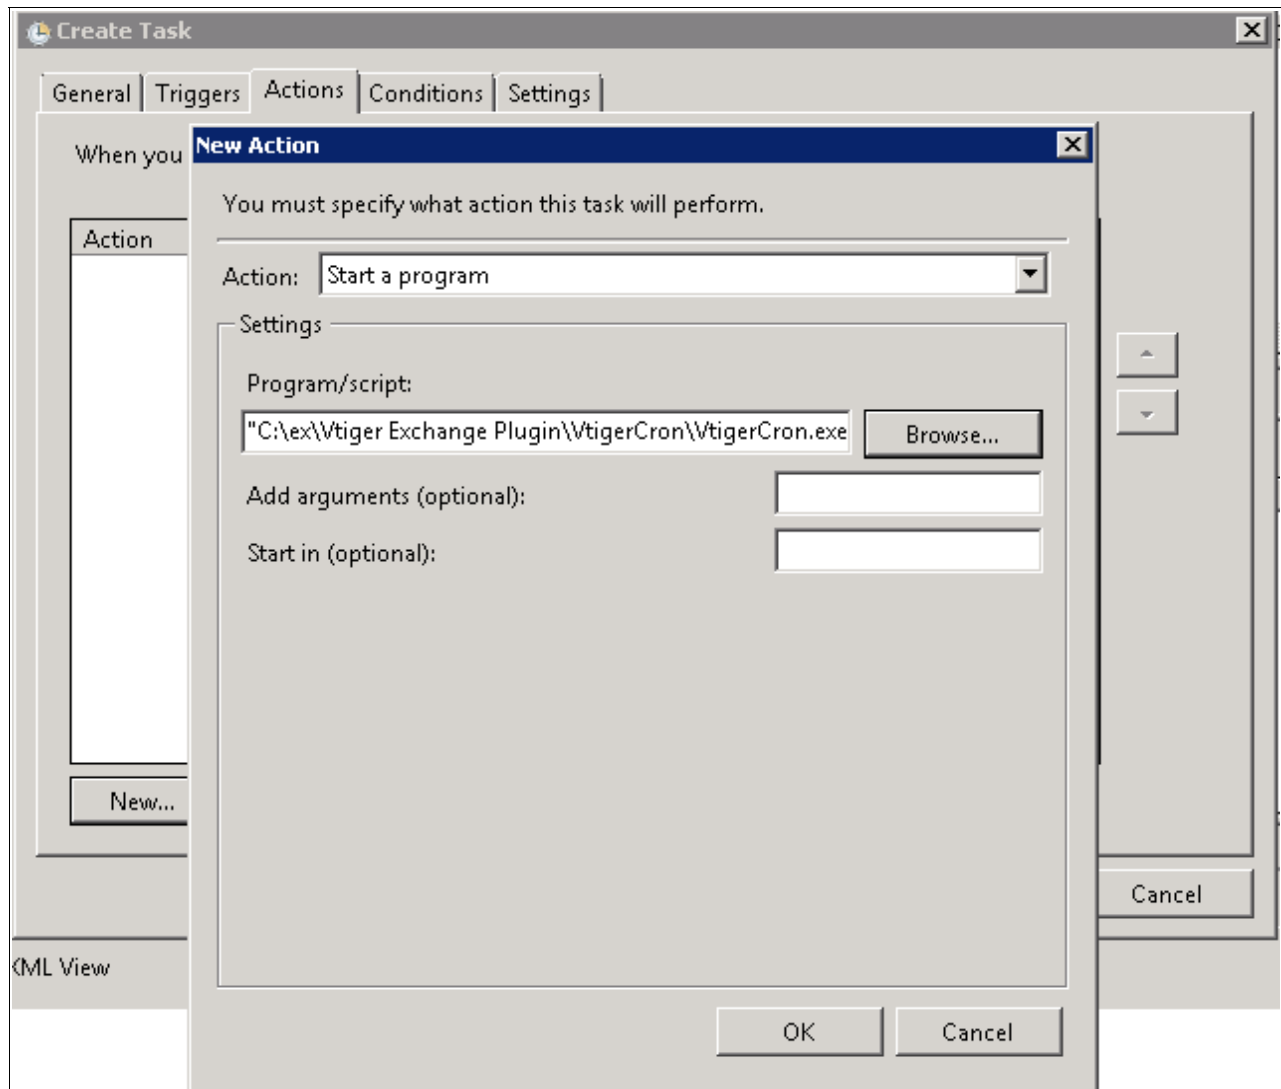 Create Task
General Triggers Actions Conditions Settings
When you
New Action
You must specify what action this task will perform.
Action
Action: Start a program
Settings
Program/script:
"C:\ex\Vtiger Exchange Plugin\VtigerCron\VtigerCron.exe
Browse...
Add arguments (optional):
Start in (optional):
New...
Cancel
XML View
OK Cancel